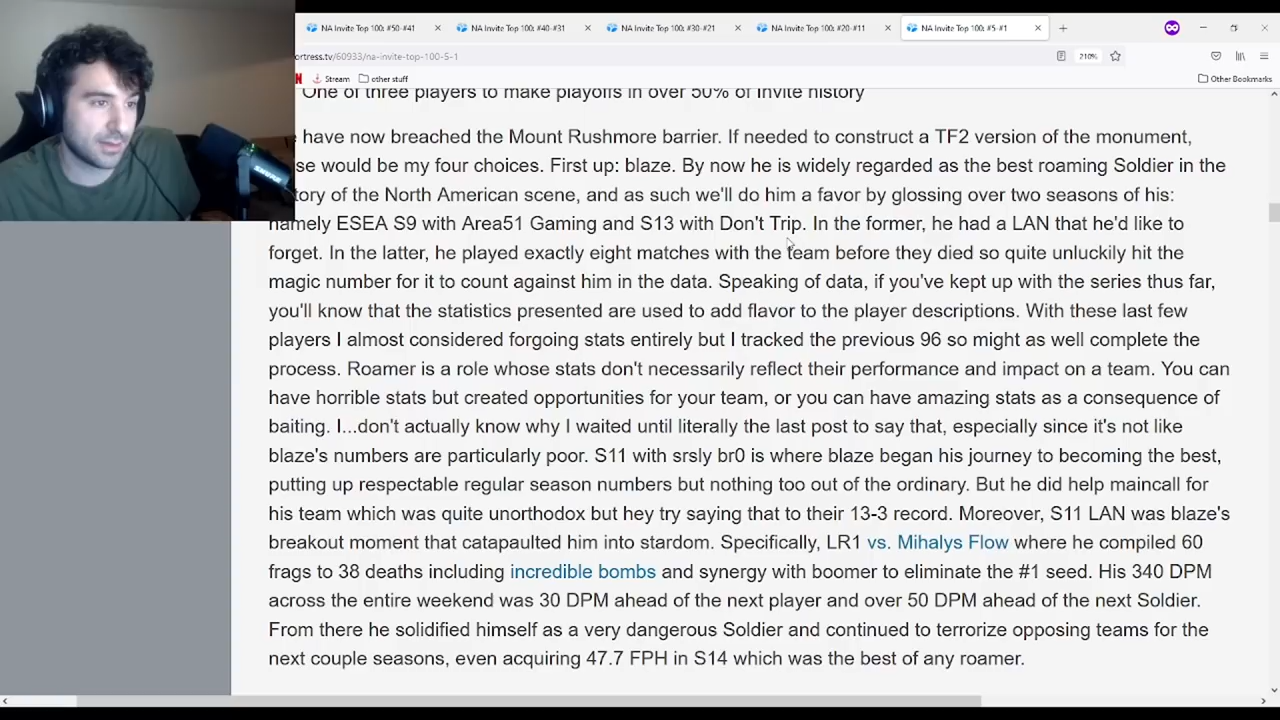 NA Invite Top 100: #50-#41
NA Invite Top 100: #40-#31
NA Invite Top 100: #30-#21
NA Invite Top 100: #20-#11
NA Invite Top 100: #5-#1
ortress.tv/60933/na-invite-top-100-5-1
210%
Stream
other stuff
Other Bookmarks
One of three players to make playoffs in over 50% of Invite history
have now breached the Mount Rushmore barrier. If needed to construct a TF2 version of the monument,
se would be my four choices. First up: blaze. By now he is widely regarded as the best roaming Soldier in the
tory of the North American scene, and as such we'll do him a favor by glossing over two seasons of his:
namely ESEA S9 with Area51 Gaming and S13 with Don't Trip. In the former, he had a LAN that he'd like to
forget. In the latter, he played exactly eight matches with the team before they died so quite unluckily hit the
magic number for it to count against him in the data. Speaking of data, if you've kept up with the series thus far,
you'll know that the statistics presented are used to add flavor to the player descriptions. With these last few
players I almost considered forgoing stats entirely but I tracked the previous 96 so might as well complete the
process. Roamer is a role whose stats don't necessarily reflect their performance and impact on a team. You can
have horrible stats but created opportunities for your team, or you can have amazing stats as a consequence of
baiting. I...don't actually know why I waited until literally the last post to say that, especially since it's not like
blaze's numbers are particularly poor. S11 with srsly br0 is where blaze began his journey to becoming the best,
putting up respectable regular season numbers but nothing too out of the ordinary. But he did help maincall for
his team which was quite unorthodox but hey try saying that to their 13-3 record. Moreover, S11 LAN was blaze's
breakout moment that catapaulted him into stardom. Specifically, LR1 vs. Mihalys Flow where he compiled 60
frags to 38 deaths including incredible bombs and synergy with boomer to eliminate the #1 seed. His 340 DPM
across the entire weekend was 30 DPM ahead of the next player and over 50 DPM ahead of the next Soldier.
From there he solidified himself as a very dangerous Soldier and continued to terrorize opposing teams for the
next couple seasons, even acquiring 47.7 FPH in S14 which was the best of any roamer.